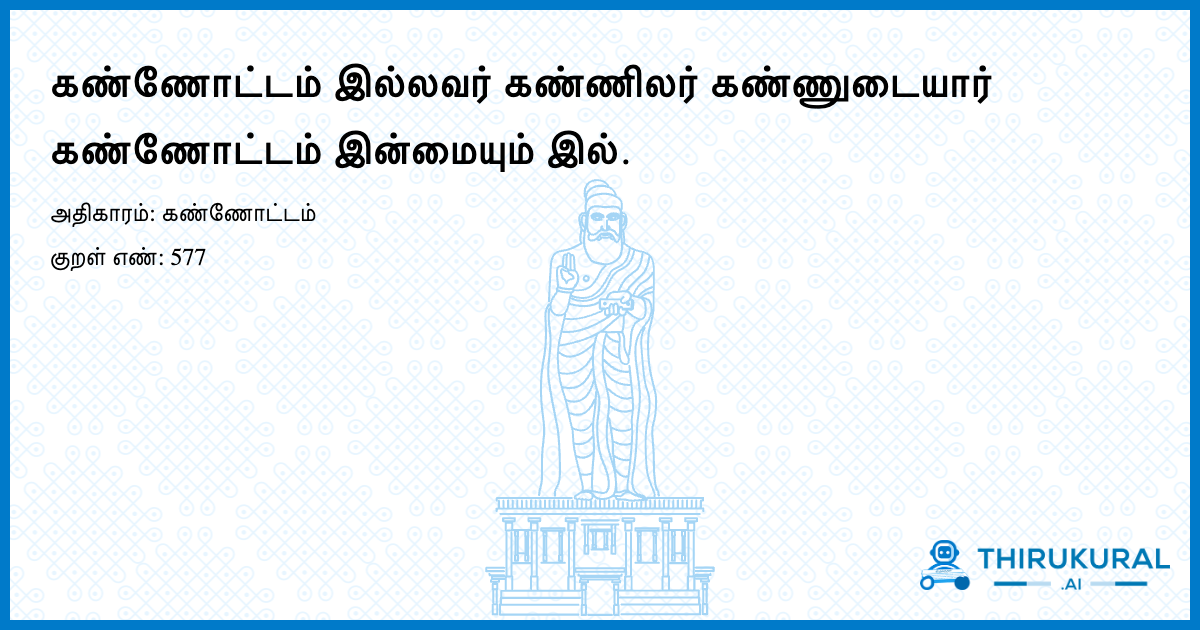 கண்ணோட்டம் இல்லவர் கண்ணிலர் கண்ணுடையார்
கண்ணோட்டம் இன்மையும் இல்.
அதிகாரம்: கண்ணோட்டம்
குறள் எண்: 577
THIRUKURAL
.AI